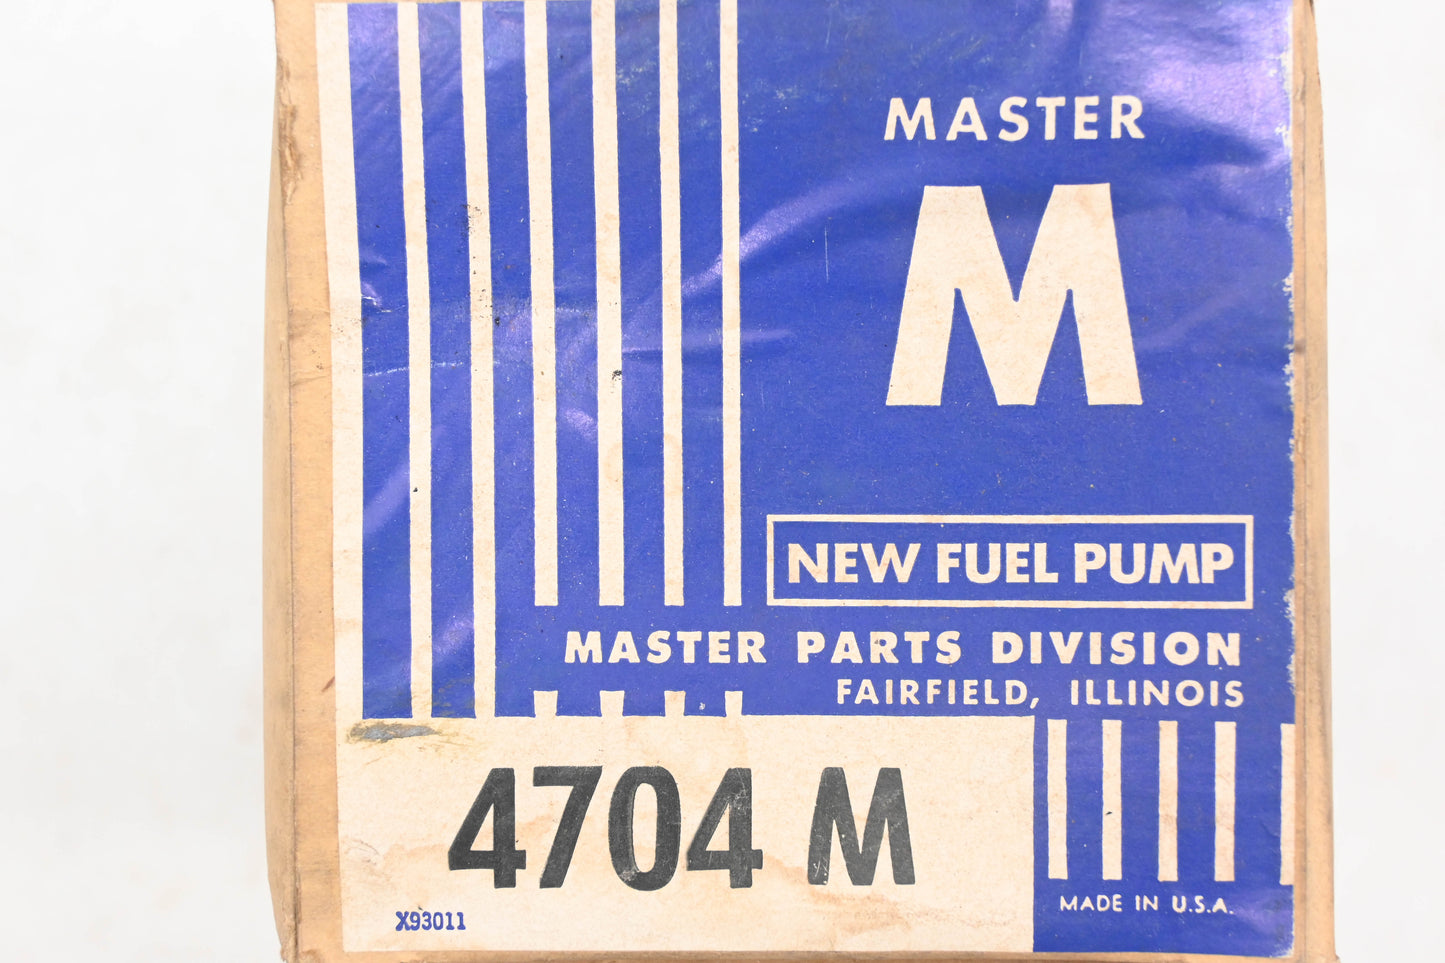 MASTER
M
NEW FUEL PUMP
MASTER PARTS DIVISION
FAIRFIELD, ILLINOIS
4704 M
X93011
MADE IN U.S.A.